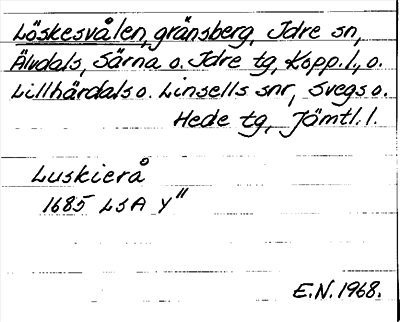 Löskesvålen, gränsberg, Idre sn,
Älvdals, Särna o. Idre tg, Kopp. l., o.
Lillhärdals o. Linsells snr, Svegs o.
Hede tg, Jämtl. l.
Luskierå
1685 LSA Y"
E.N. 1968.